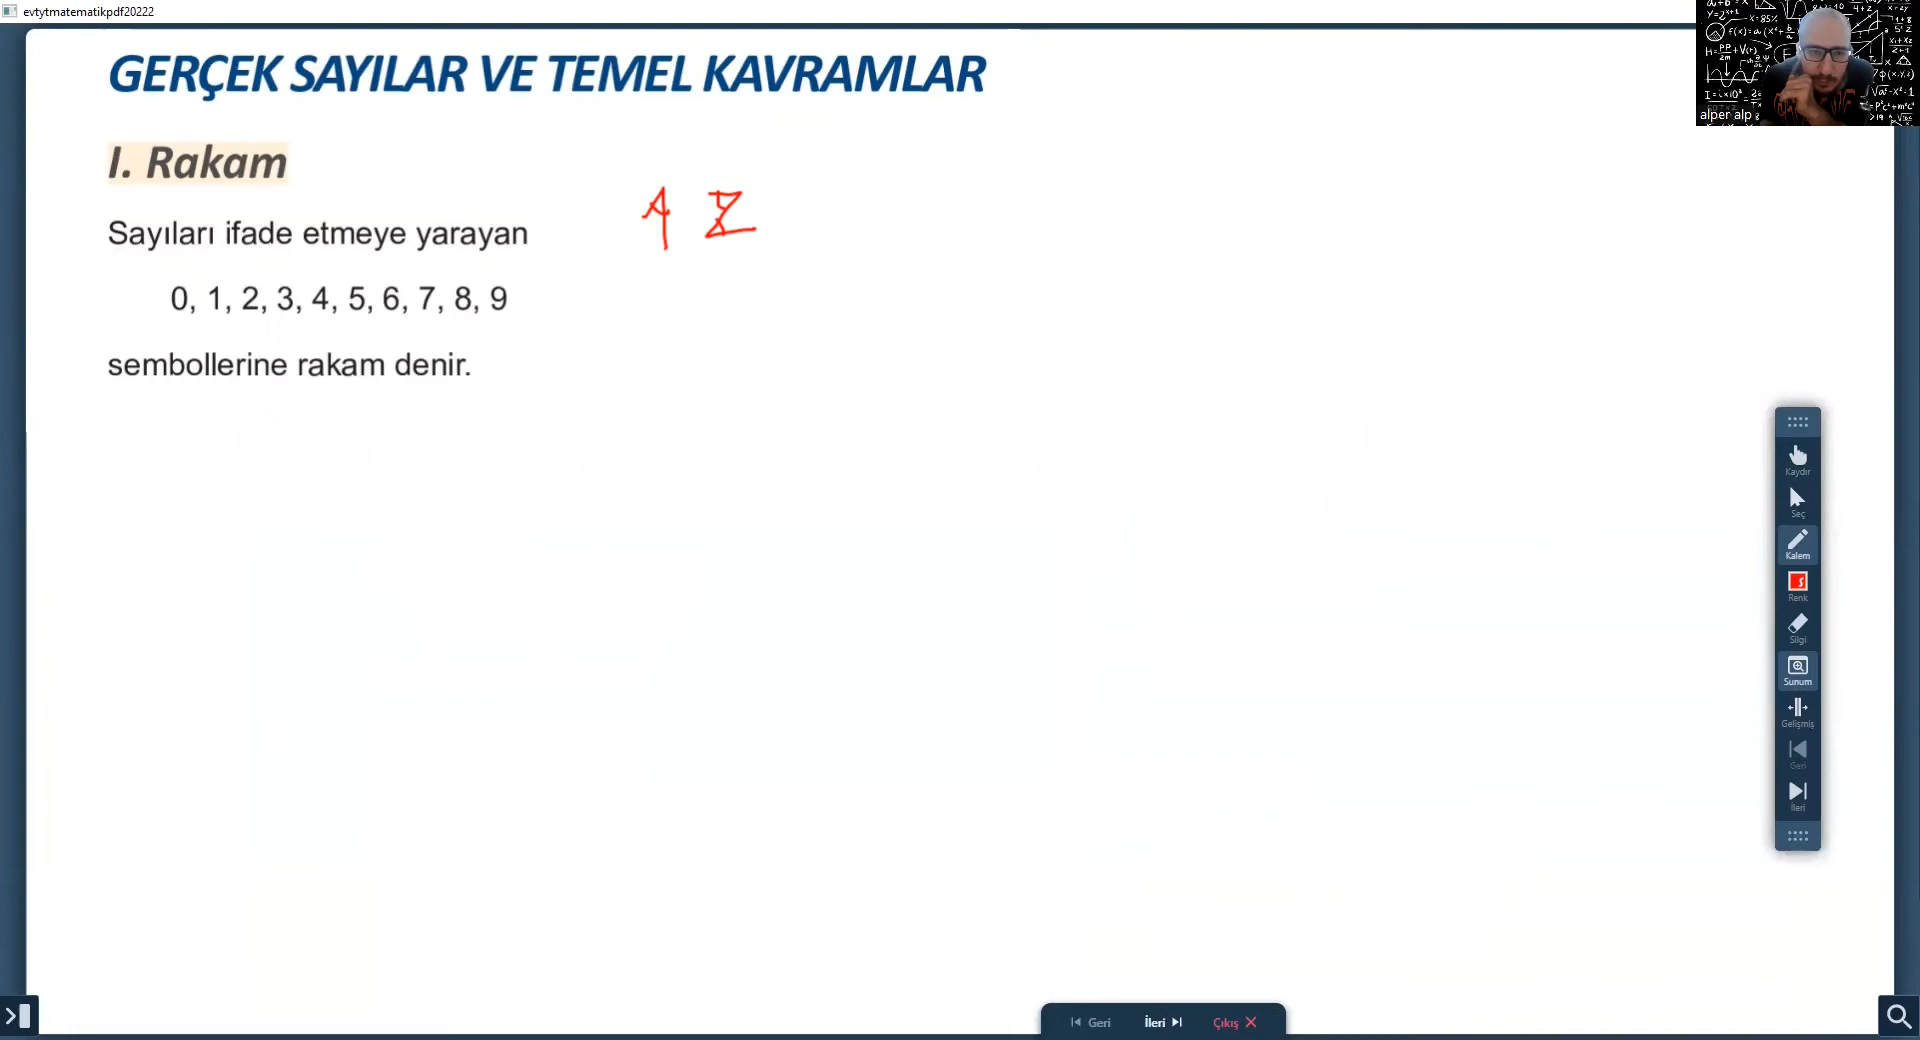 evtytmatematikpdf20222
GERÇEK SAYILAR VE TEMEL KAVRAMLAR
alper alp
I. Rakam
Sayıları ifade etmeye yarayan
0, 1, 2, 3, 4, 5, 6, 7, 8, 9
sembollerine rakam denir.
Kaydır
Seç
Kalem
Renk
Silgi
Sunum
Gelişmiş
Geri
İleri
Geri İleri Çıkış